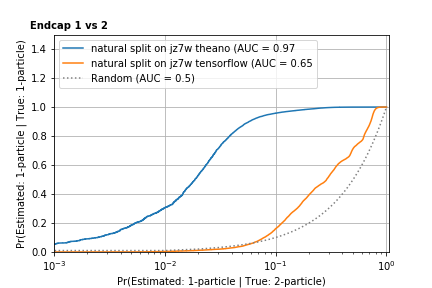 Endcap 1 vs 2
natural split on jz7w theano (AUC = 0.97
natural split on jz7w tensorflow (AUC = 0.65
Random (AUC = 0.5)
Pr(Estimated: 1-particle | True: 1-particle)
1.4
1.2
1.0
0.8
0.6
0.4
0.2
0.0
10⁻³ 10⁻² 10⁻¹ 10⁰
Pr(Estimated: 1-particle | True: 2-particle)